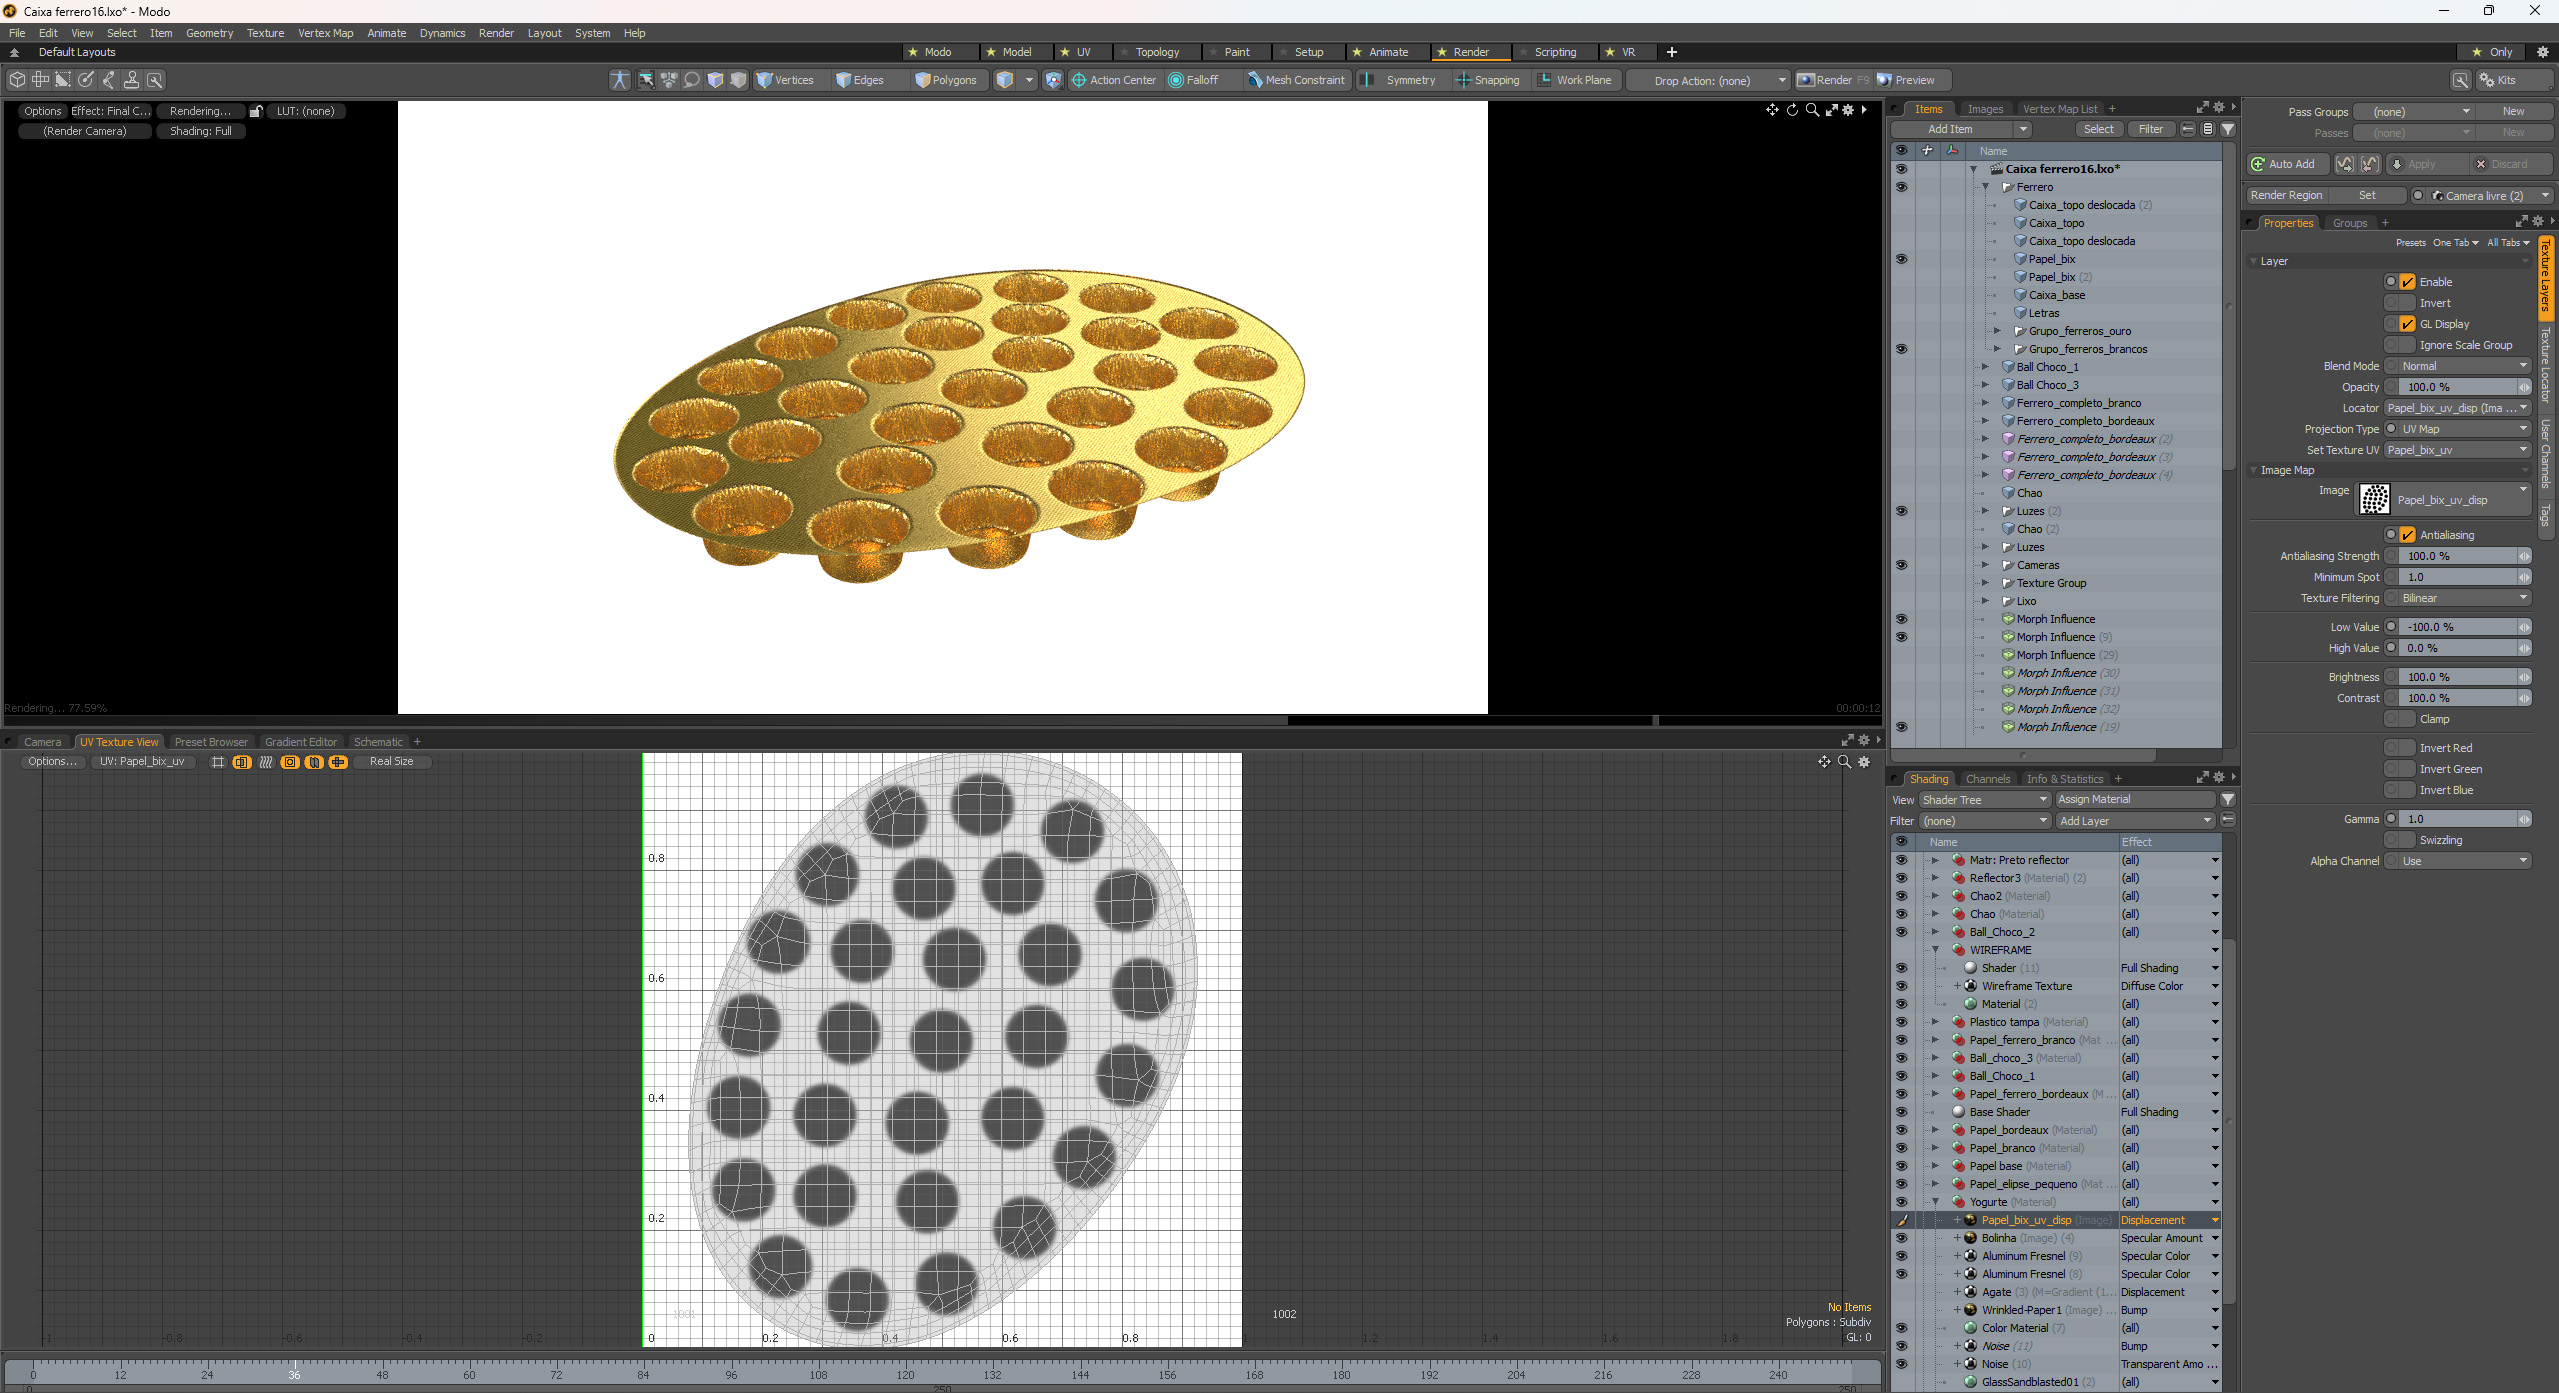 Caixa ferrero16.lxo* - Modo
File Edit View Select Item Geometry Texture Vertex Map Animate Dynamics Render Layout System Help
Default Layouts
Modo Model UV Topology Paint Setup Animate Render Scripting VR + Only
Vertices Edges Polygons Action Center Falloff Mesh Constraint Symmetry Snapping Work Plane Drop Action: (none) Render F9 Preview Kits
Options Effect: Final C... Rendering... LUT: (none)
(Render Camera) Shading: Full
Rendering... 77.59%
00:00:12
Items Images Vertex Map List +
Add Item Select Filter
Name
Caixa ferrero16.lxo*
Ferrero
Caixa_topo deslocada (2)
Caixa_topo
Caixa_topo deslocada
Papel_bix
Papel_bix (2)
Caixa_base
Letras
Grupo_ferreros_ouro
Grupo_ferreros_brancos
Ball Choco_1
Ball Choco_3
Ferrero_completo_branco
Ferrero_completo_bordeaux
Ferrero_completo_bordeaux (2)
Ferrero_completo_bordeaux (3)
Ferrero_completo_bordeaux (4)
Chao
Luzes (2)
Chao (2)
Luzes
Cameras
Texture Group
Lixo
Morph Influence
Morph Influence (9)
Morph Influence (29)
Morph Influence (30)
Morph Influence (31)
Morph Influence (32)
Morph Influence (19)
Pass Groups (none) New
Passes (none) New
Auto Add Apply Discard
Render Region Set Camera livre (2)
Properties Groups +
Presets One Tab All Tabs
Layer
Enable
Invert
GL Display
Ignore Scale Group
Blend Mode Normal
Opacity 100.0 %
Locator Papel_bix_uv_disp (Ima ...
Projection Type UV Map
Set Texture UV Papel_bix_uv
Image Map
Image Papel_bix_uv_disp
Antialiasing
Antialiasing Strength 100.0 %
Minimum Spot 1.0
Texture Filtering Bilinear
Low Value -100.0 %
High Value 0.0 %
Brightness 100.0 %
Contrast 100.0 %
Clamp
Invert Red
Invert Green
Invert Blue
Gamma 1.0
Swizzling
Alpha Channel Use
Texture Layers
Texture Locator
User Channels
Tags
Camera UV Texture View Preset Browser Gradient Editor Schematic +
Options... UV: Papel_bix_uv Real Size
0.8
0.6
0.4
0.2
1001 1002
-1 -0.8 -0.6 -0.4 -0.2 0 0.2 0.4 0.6 0.8 1 1.2 1.4 1.6 1.8
No Items
Polygons : Subdiv
GL: 0
Shading Channels Info & Statistics +
View Shader Tree Assign Material
Filter (none) Add Layer
Name Effect
Matr: Preto reflector (all)
Reflector3 (Material) (2) (all)
Chao2 (Material) (all)
Chao (Material) (all)
Ball_Choco_2 (all)
WIREFRAME
Shader (11) Full Shading
Wireframe Texture Diffuse Color
Material (2) (all)
Plastico tampa (Material) (all)
Papel_ferrero_branco (Mat ... (all)
Ball_choco_3 (Material) (all)
Ball_Choco_1 (all)
Papel_ferrero_bordeaux (M ... (all)
Base Shader Full Shading
Papel_bordeaux (Material) (all)
Papel_branco (Material) (all)
Papel base (Material) (all)
Papel_elipse_pequeno (Mat ... (all)
Yogurte (Material) (all)
Papel_bix_uv_disp (Image) Displacement
Bolinha (Image) (4) Specular Amount
Aluminum Fresnel (9) Specular Color
Aluminum Fresnel (8) Specular Color
Agate (3) (M=Gradient (1... Displacement
Wrinkled-Paper1 (Image) ... Bump
Color Material (7) (all)
Noise (11) Bump
Noise (10) Transparent Amo ...
GlassSandblasted01 (2) (all)
0 12 24 36 48 60 72 84 96 108 120 132 144 156 168 180 192 204 216 228 240
0 250 250